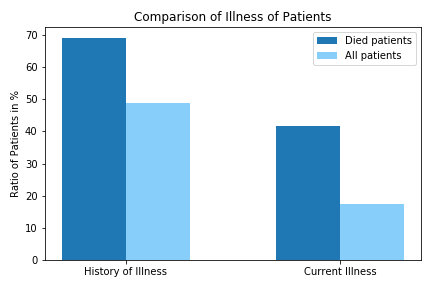 Comparison of Illness of Patients
Died patients
All patients
Ratio of Patients in %
70
60
50
40
30
20
10
0
History of Illness
Current Illness